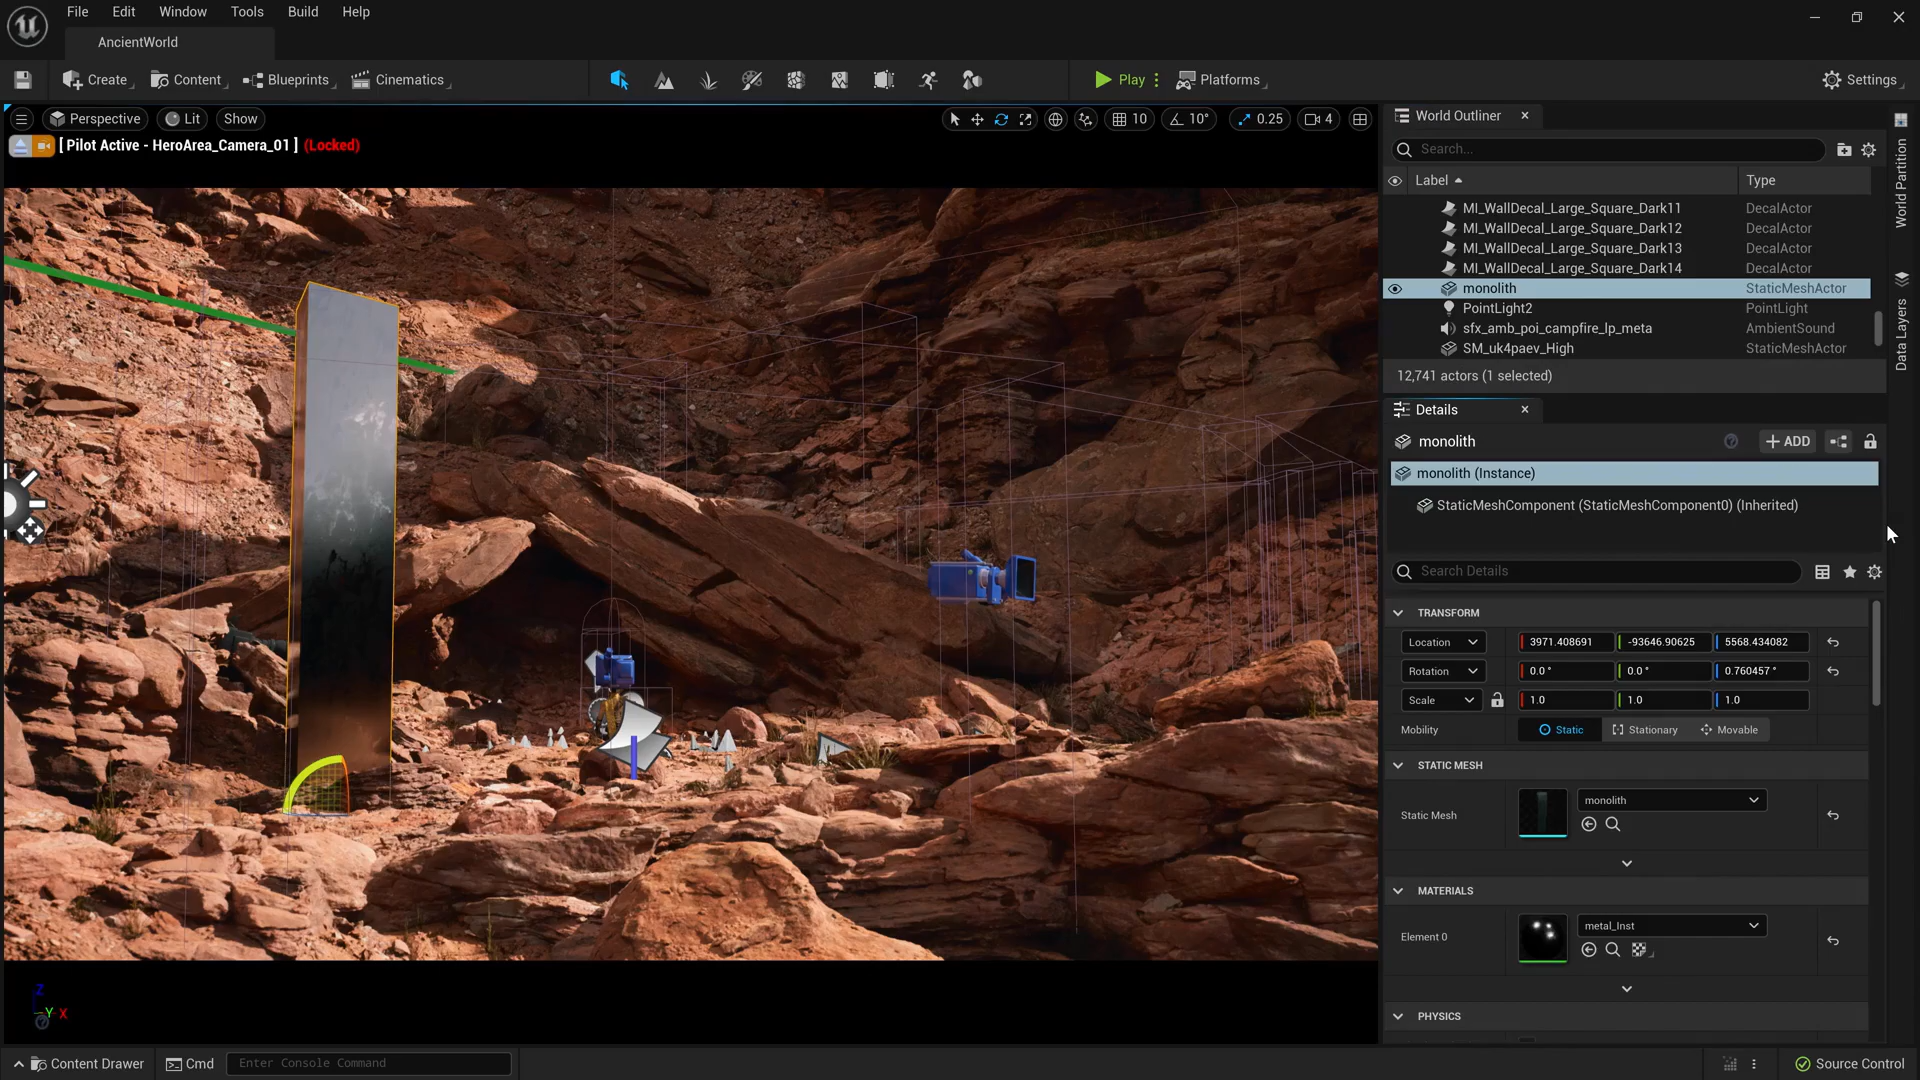 File Edit Window Tools Build Help
AncientWorld
Create Content Blueprints Cinematics Play Platforms Settings
Perspective Lit Show 10 10° 0.25 4
[ Pilot Active - HeroArea_Camera_01 ] (Locked)
World Outliner
Search...
Label Type
MI_WallDecal_Large_Square_Dark11 DecalActor
MI_WallDecal_Large_Square_Dark12 DecalActor
MI_WallDecal_Large_Square_Dark13 DecalActor
MI_WallDecal_Large_Square_Dark14 DecalActor
monolith StaticMeshActor
PointLight2 PointLight
sfx_amb_poi_campfire_lp_meta AmbientSound
SM_uk4paev_High StaticMeshActor
12,741 actors (1 selected)
World Partition
Data Layers
Details
monolith ADD
monolith (Instance)
StaticMeshComponent (StaticMeshComponent0) (Inherited)
Search Details
TRANSFORM
Location 3971.408691 -93646.90625 5568.434082
Rotation 0.0 ° 0.0 ° 0.760457 °
Scale 1.0 1.0 1.0
Mobility Static Stationary Movable
STATIC MESH
Static Mesh monolith
MATERIALS
Element 0 metal_Inst
PHYSICS
Z
Y X
Content Drawer Cmd Enter Console Command Source Control